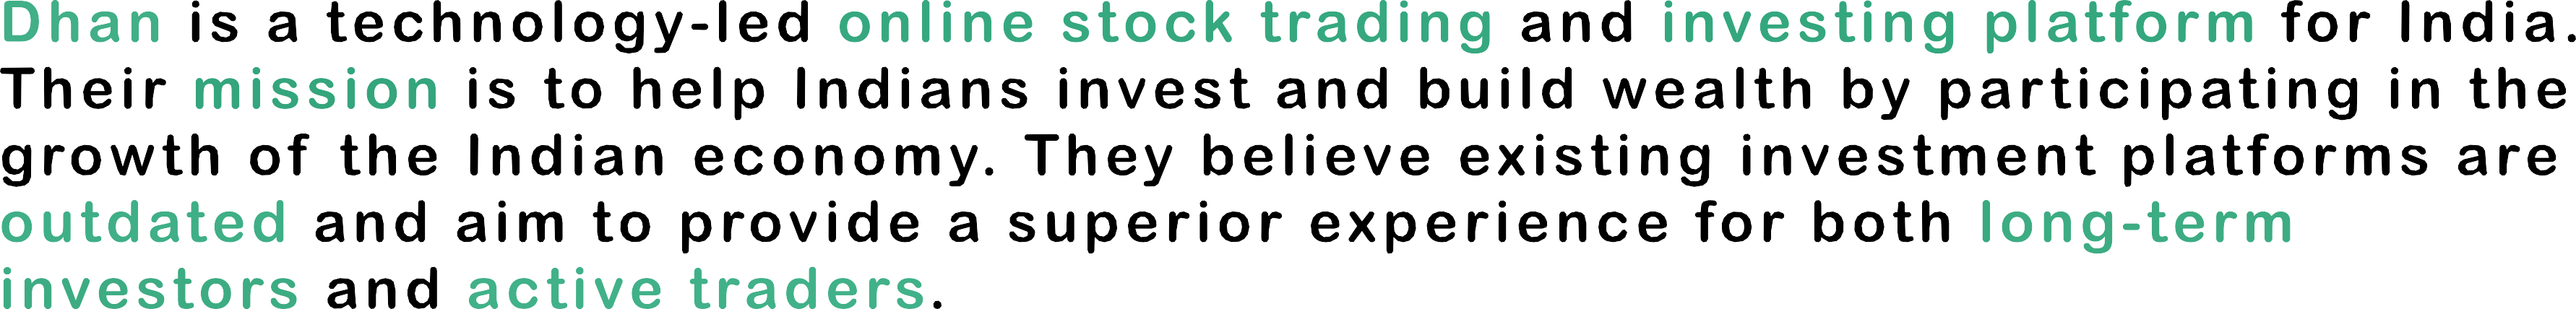 Dhan is a technology-led online stock trading and investing platform for India.
Their mission is to help Indians invest and build wealth by participating in the
growth of the Indian economy. They believe existing investment platforms are
outdated and aim to provide a superior experience for both long-term
investors and active traders.